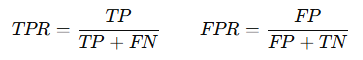 TPR = TP / (TP + FN)    FPR = FP / (FP + TN)